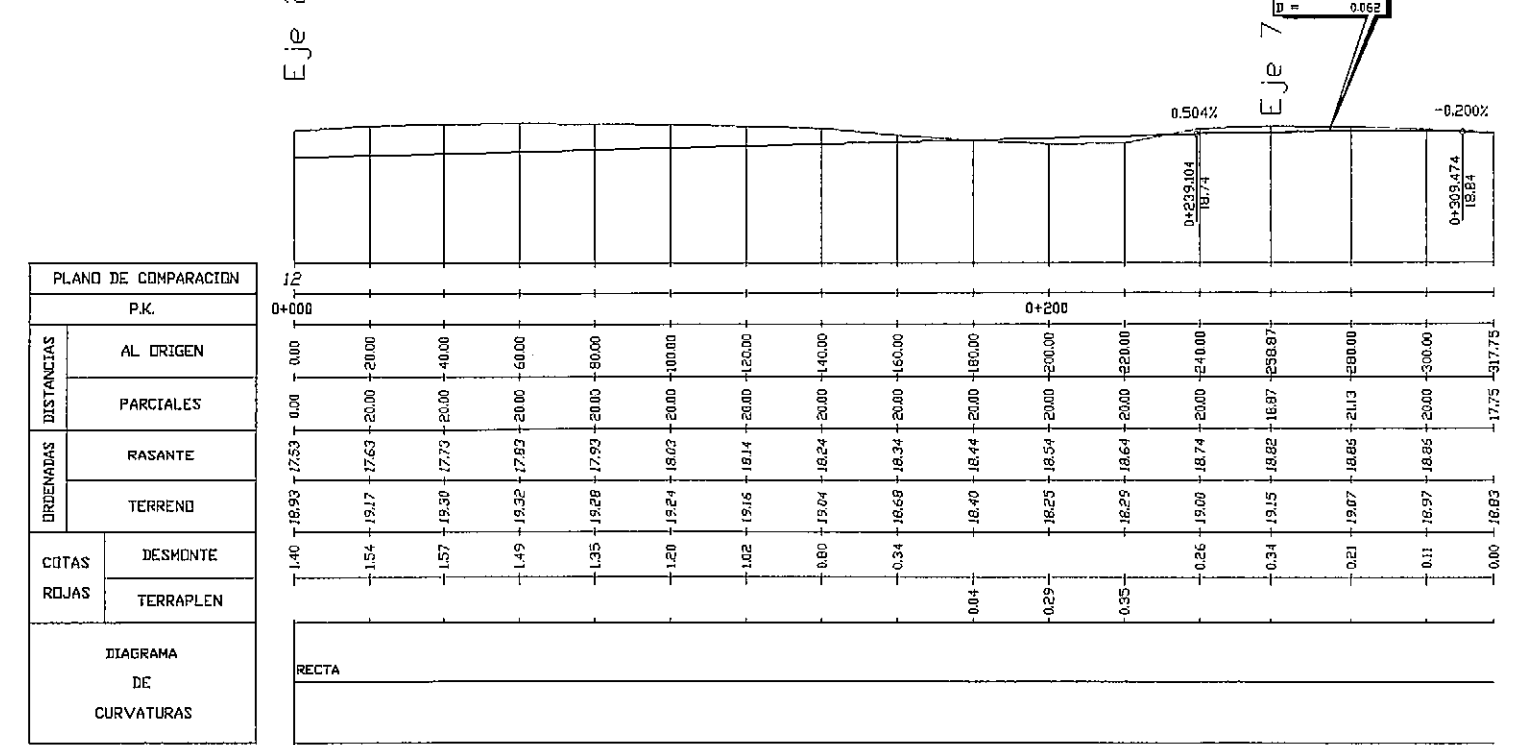 D = 0.062
Eje
Eje 7
0.504%
-0.200%
0+239.104
18.74
0+309.474
18.84
PLANO DE COMPARACION 12
P.K. 0+000 0+200
DISTANCIAS
AL ORIGEN 0.00 20.00 40.00 60.00 80.00 100.00 120.00 140.00 160.00 180.00 200.00 220.00 240.00 258.87 280.00 300.00 317.75
PARCIALES 0.00 20.00 20.00 20.00 20.00 20.00 20.00 20.00 20.00 20.00 20.00 20.00 20.00 18.87 21.13 20.00 17.75
ORDENADAS
RASANTE 17.53 17.63 17.73 17.83 17.93 18.03 18.14 18.24 18.34 18.44 18.54 18.64 18.74 18.82 18.86 18.86
TERRENO 18.93 19.17 19.30 19.32 19.28 19.24 19.16 19.04 18.68 18.40 18.25 18.29 19.00 19.15 19.07 18.97 18.83
COTAS ROJAS
DESMONTE 1.40 1.54 1.57 1.49 1.35 1.20 1.02 0.80 0.34 0.26 0.34 0.21 0.11 0.00
TERRAPLEN 0.04 0.29 0.35
DIAGRAMA
DE
CURVATURAS
RECTA